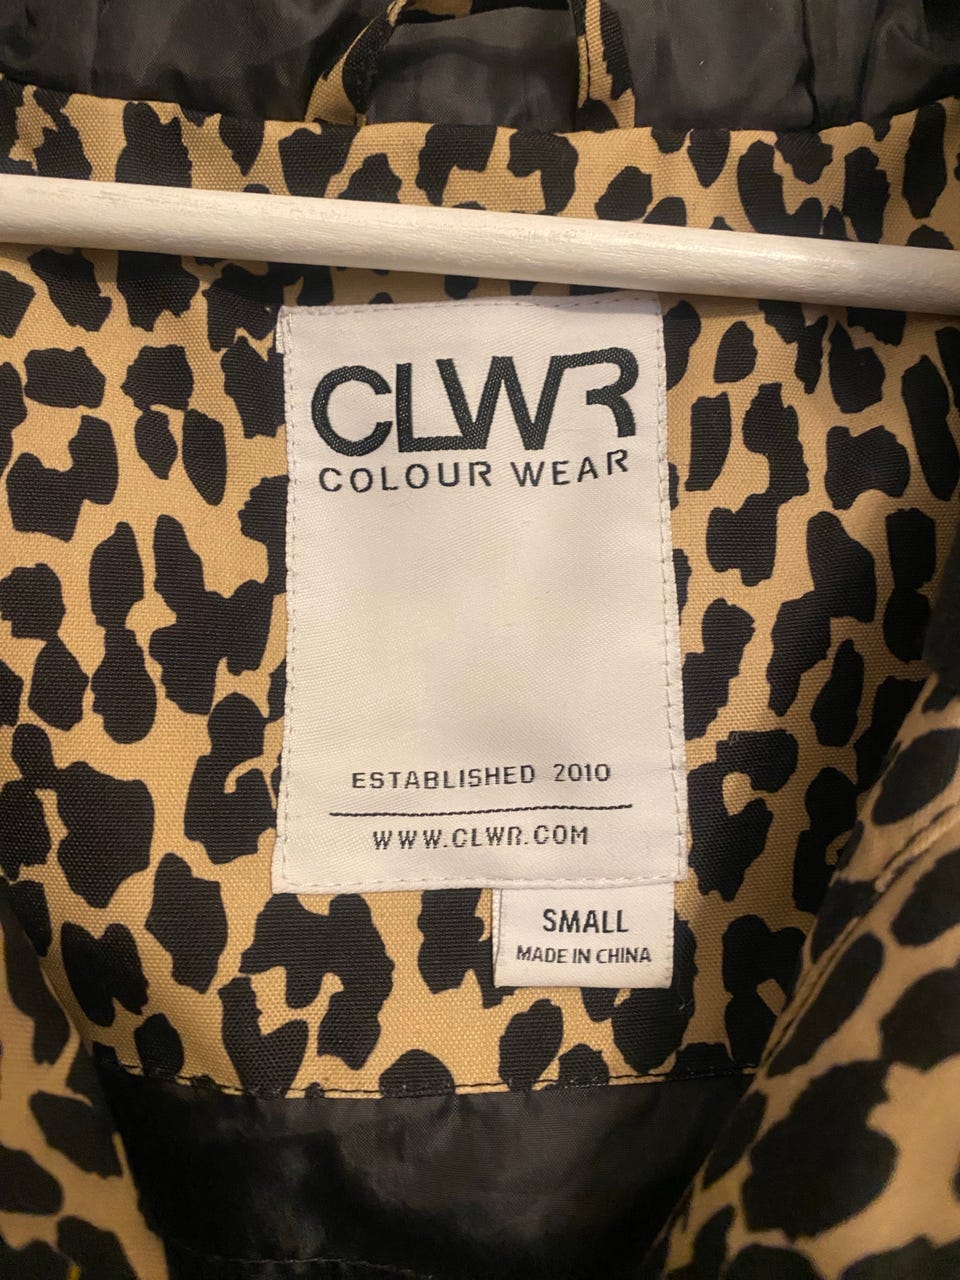 CLWR
COLOUR WEAR
ESTABLISHED 2010
WWW.CLWR.COM
SMALL
MADE IN CHINA